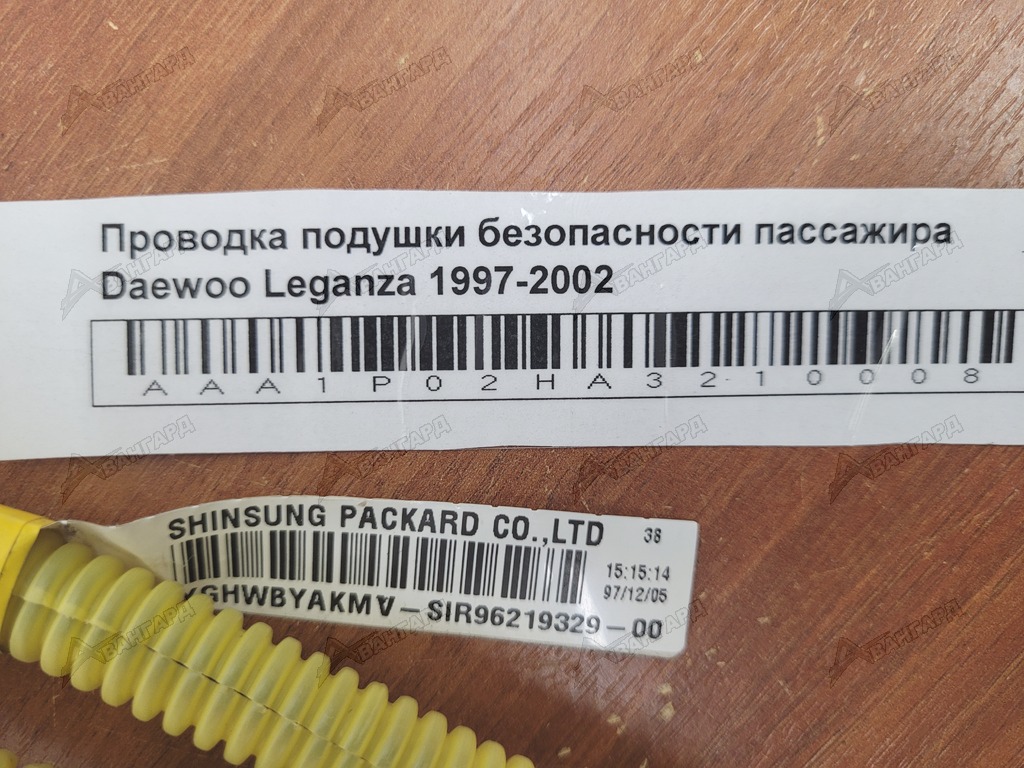 Проводка подушки безопасности пассажира
Daewoo Leganza 1997-2002
AAA1P02HA3210008
SHINSUNG PACKARD CO.,LTD 38
15:15:14
97/12/05
SIR96219329-00
АВАНГАРД